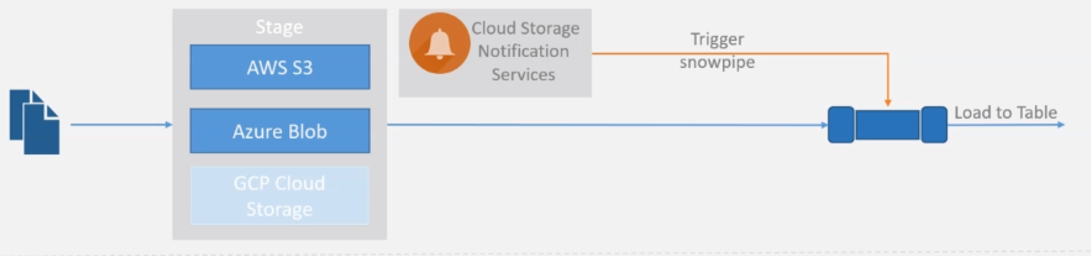 Stage
AWS S3
Azure Blob
GCP Cloud
Storage
Cloud Storage
Notification
Services
Trigger
snowpipe
Load to Table